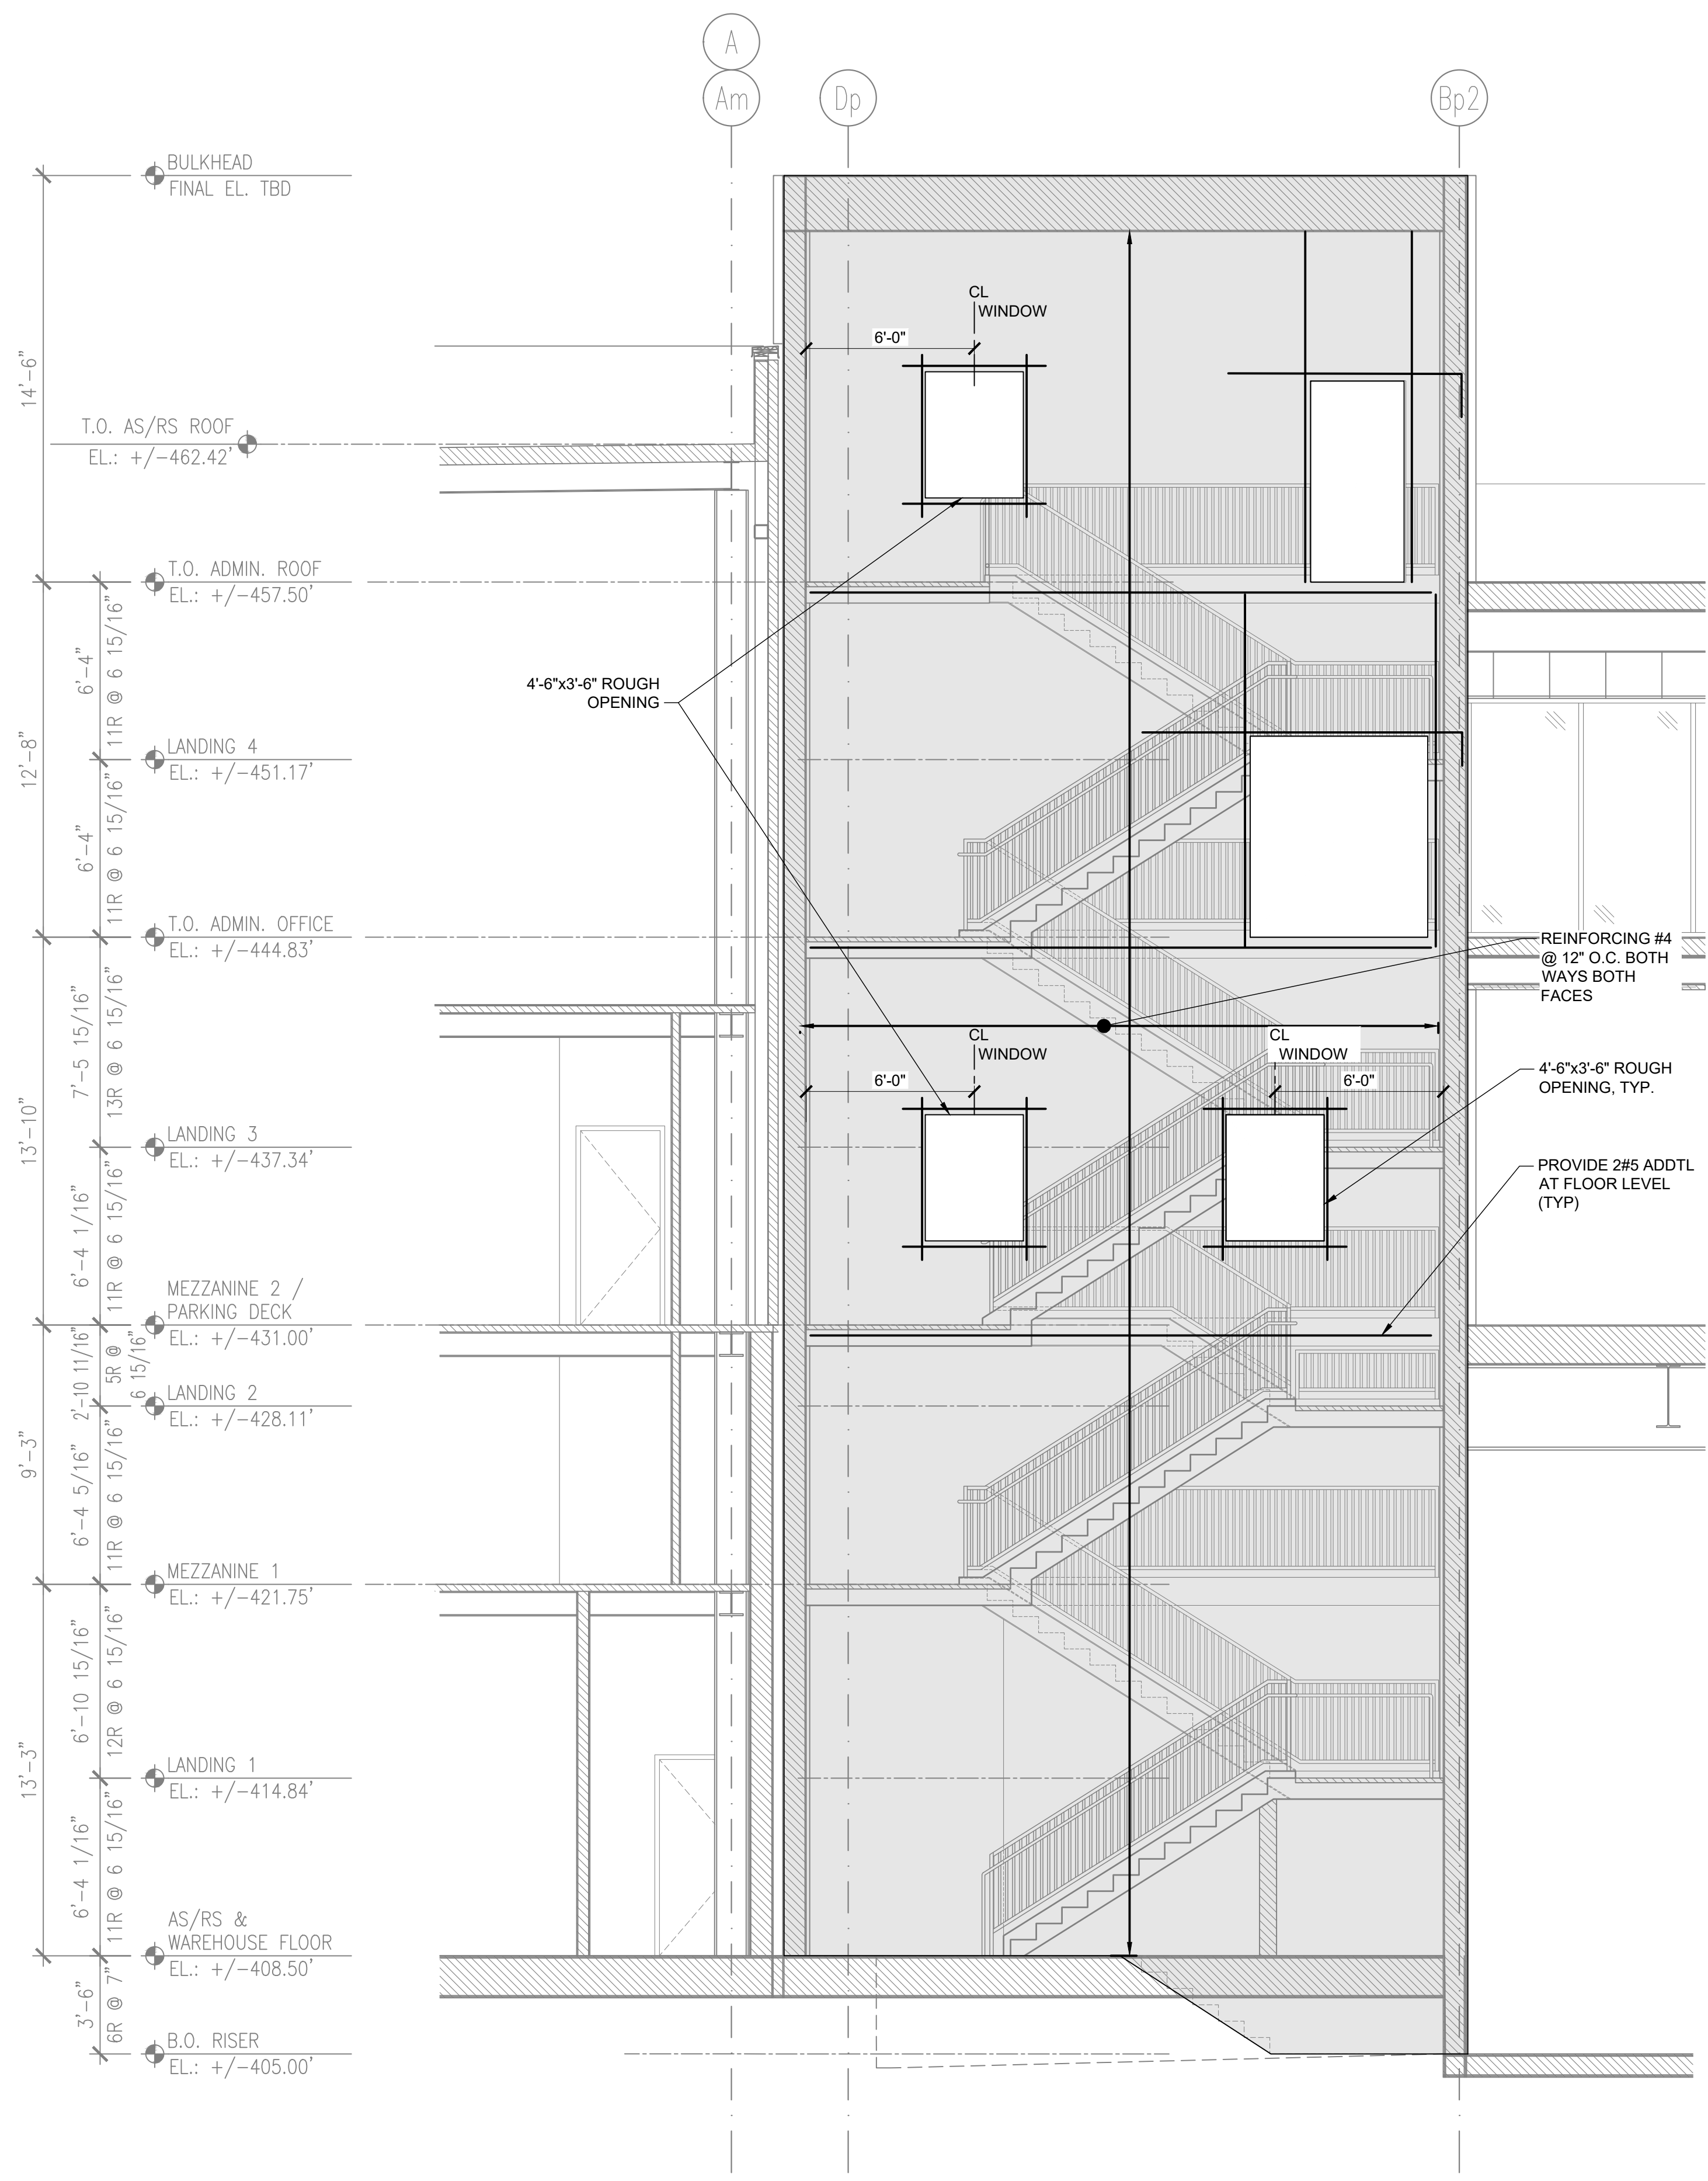 A
Am
Dp
Bp2
BULKHEAD
FINAL EL. TBD
14'-6"
T.O. AS/RS ROOF
EL.: +/-462.42'
CL
WINDOW
6'-0"
T.O. ADMIN. ROOF
EL.: +/-457.50'
6'-4"
11R @ 6 15/16"
4'-6"x3'-6" ROUGH
OPENING
12'-8"
LANDING 4
EL.: +/-451.17'
6'-4"
11R @ 6 15/16"
T.O. ADMIN. OFFICE
EL.: +/-444.83'
REINFORCING #4
@ 12" O.C. BOTH
WAYS BOTH
FACES
7'-5 15/16"
13R @ 6 15/16"
CL
WINDOW
6'-0"
CL
WINDOW
6'-0"
4'-6"x3'-6" ROUGH
OPENING, TYP.
13'-10"
LANDING 3
EL.: +/-437.34'
PROVIDE 2#5 ADDTL
AT FLOOR LEVEL
(TYP)
6'-4 1/16"
11R @ 6 15/16"
MEZZANINE 2 /
PARKING DECK
EL.: +/-431.00'
2'-10 11/16"
5R @
6 15/16"
LANDING 2
EL.: +/-428.11'
9'-3"
6'-4 5/16"
11R @ 6 15/16"
MEZZANINE 1
EL.: +/-421.75'
6'-10 15/16"
12R @ 6 15/16"
13'-3"
LANDING 1
EL.: +/-414.84'
6'-4 1/16"
11R @ 6 15/16"
AS/RS &
WAREHOUSE FLOOR
EL.: +/-408.50'
3'-6"
6R @ 7"
B.O. RISER
EL.: +/-405.00'